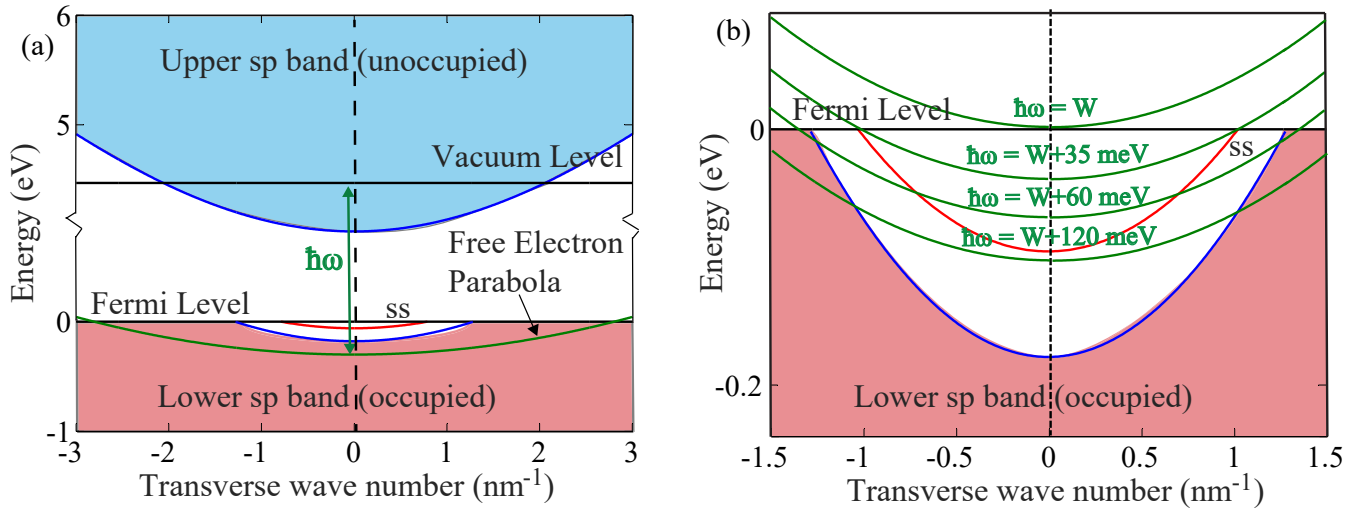 (a)
6
5
0
-1
Energy (eV)
Upper sp band (unoccupied)
Vacuum Level
ħω
Free Electron
Parabola
Fermi Level
ss
Lower sp band (occupied)
-3
-2
-1
0
1
2
3
Transverse wave number (nm-1)
(b)
0
-0.2
Energy (eV)
ħω = W
Fermi Level
ss
ħω = W+35 meV
ħω = W+60 meV
ħω = W+120 meV
Lower sp band (occupied)
-1.5
-1
-0.5
0
0.5
1
1.5
Transverse wave number (nm-1)